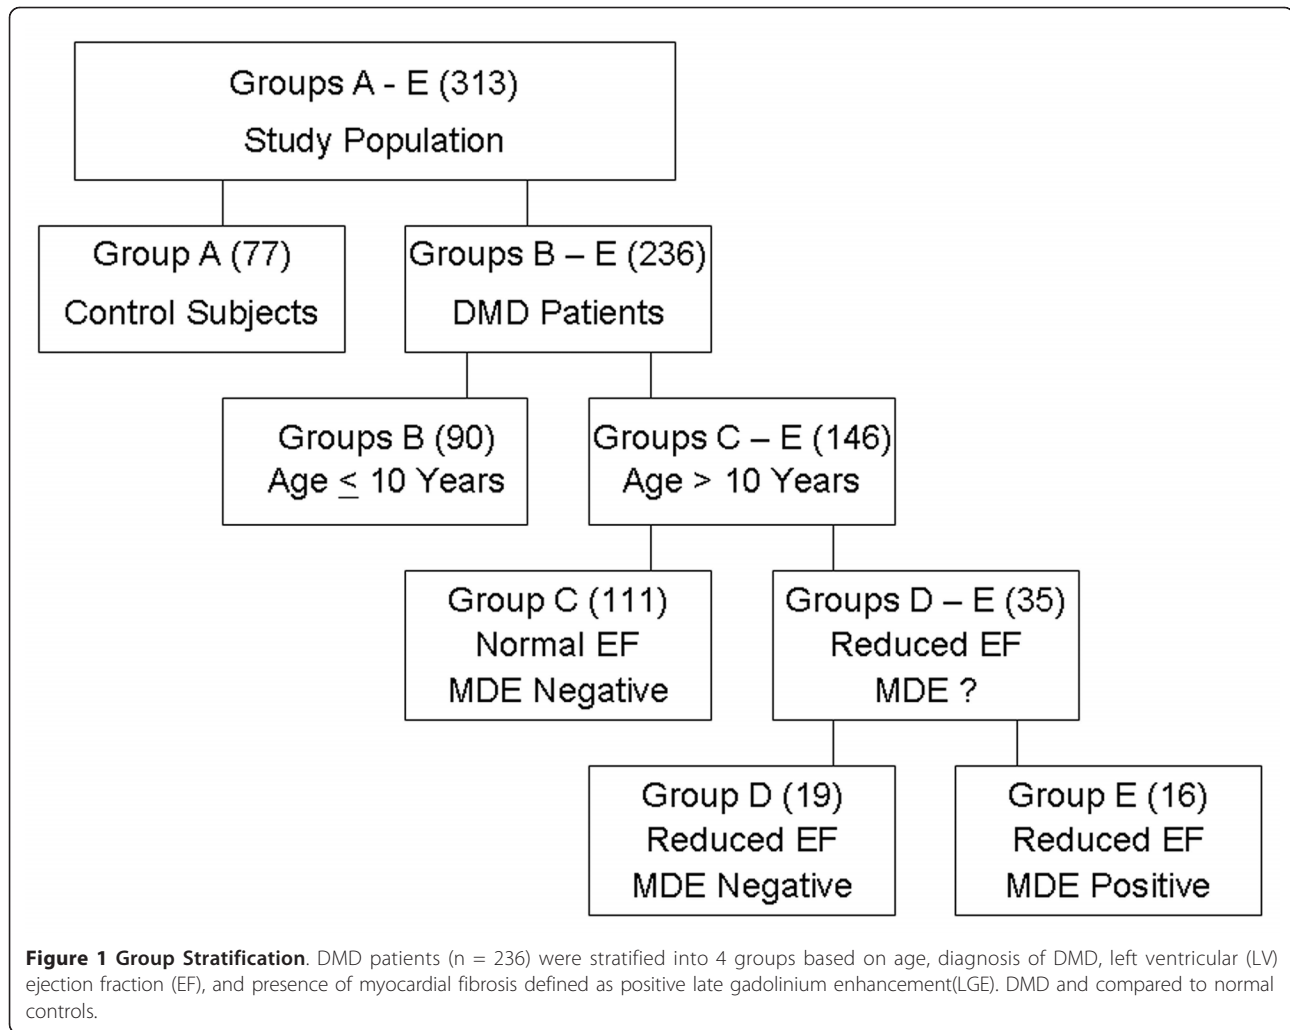 Groups A - E (313)
Study Population
Group A (77)
Control Subjects
Groups B – E (236)
DMD Patients
Groups B (90)
Age ≤ 10 Years
Groups C – E (146)
Age > 10 Years
Group C (111)
Normal EF
MDE Negative
Groups D – E (35)
Reduced EF
MDE ?
Group D (19)
Reduced EF
MDE Negative
Group E (16)
Reduced EF
MDE Positive
Figure 1 Group Stratification. DMD patients (n = 236) were stratified into 4 groups based on age, diagnosis of DMD, left ventricular (LV)
ejection fraction (EF), and presence of myocardial fibrosis defined as positive late gadolinium enhancement(LGE). DMD and compared to normal
controls.